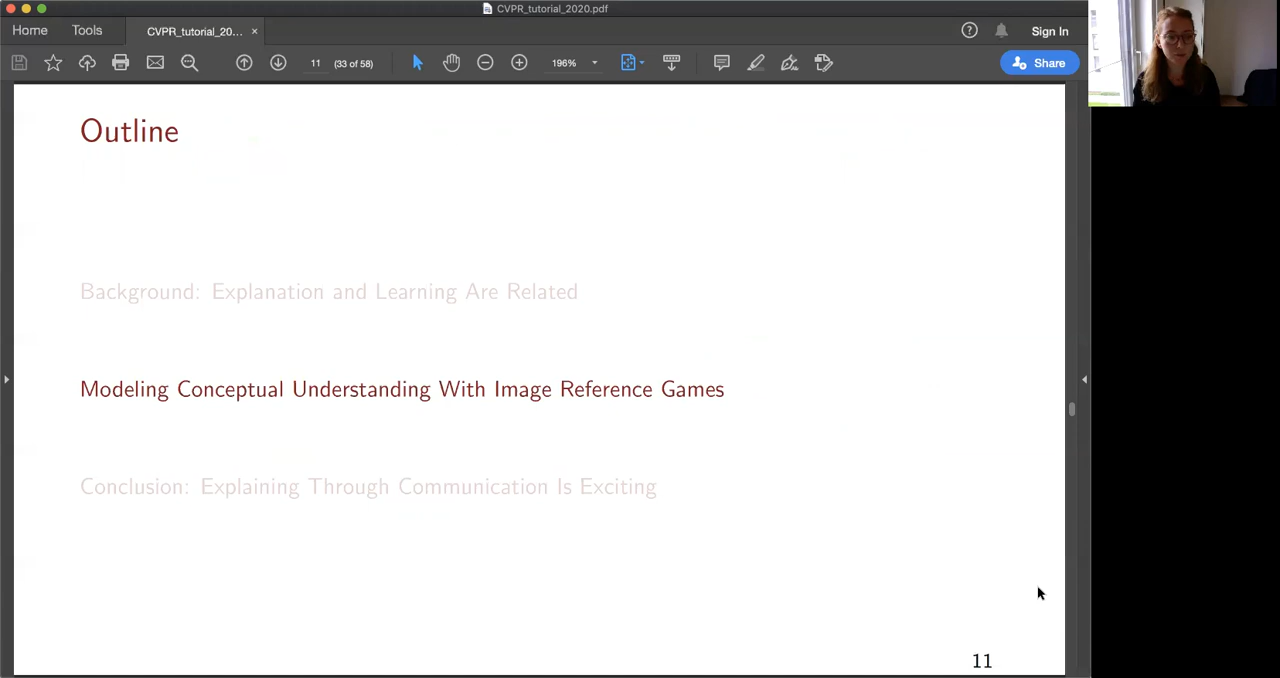 CVPR_tutorial_2020.pdf
Home Tools CVPR_tutorial_20... × Sign In
11 (33 of 58) 196% Share
Outline
Background: Explanation and Learning Are Related
Modeling Conceptual Understanding With Image Reference Games
Conclusion: Explaining Through Communication Is Exciting
11